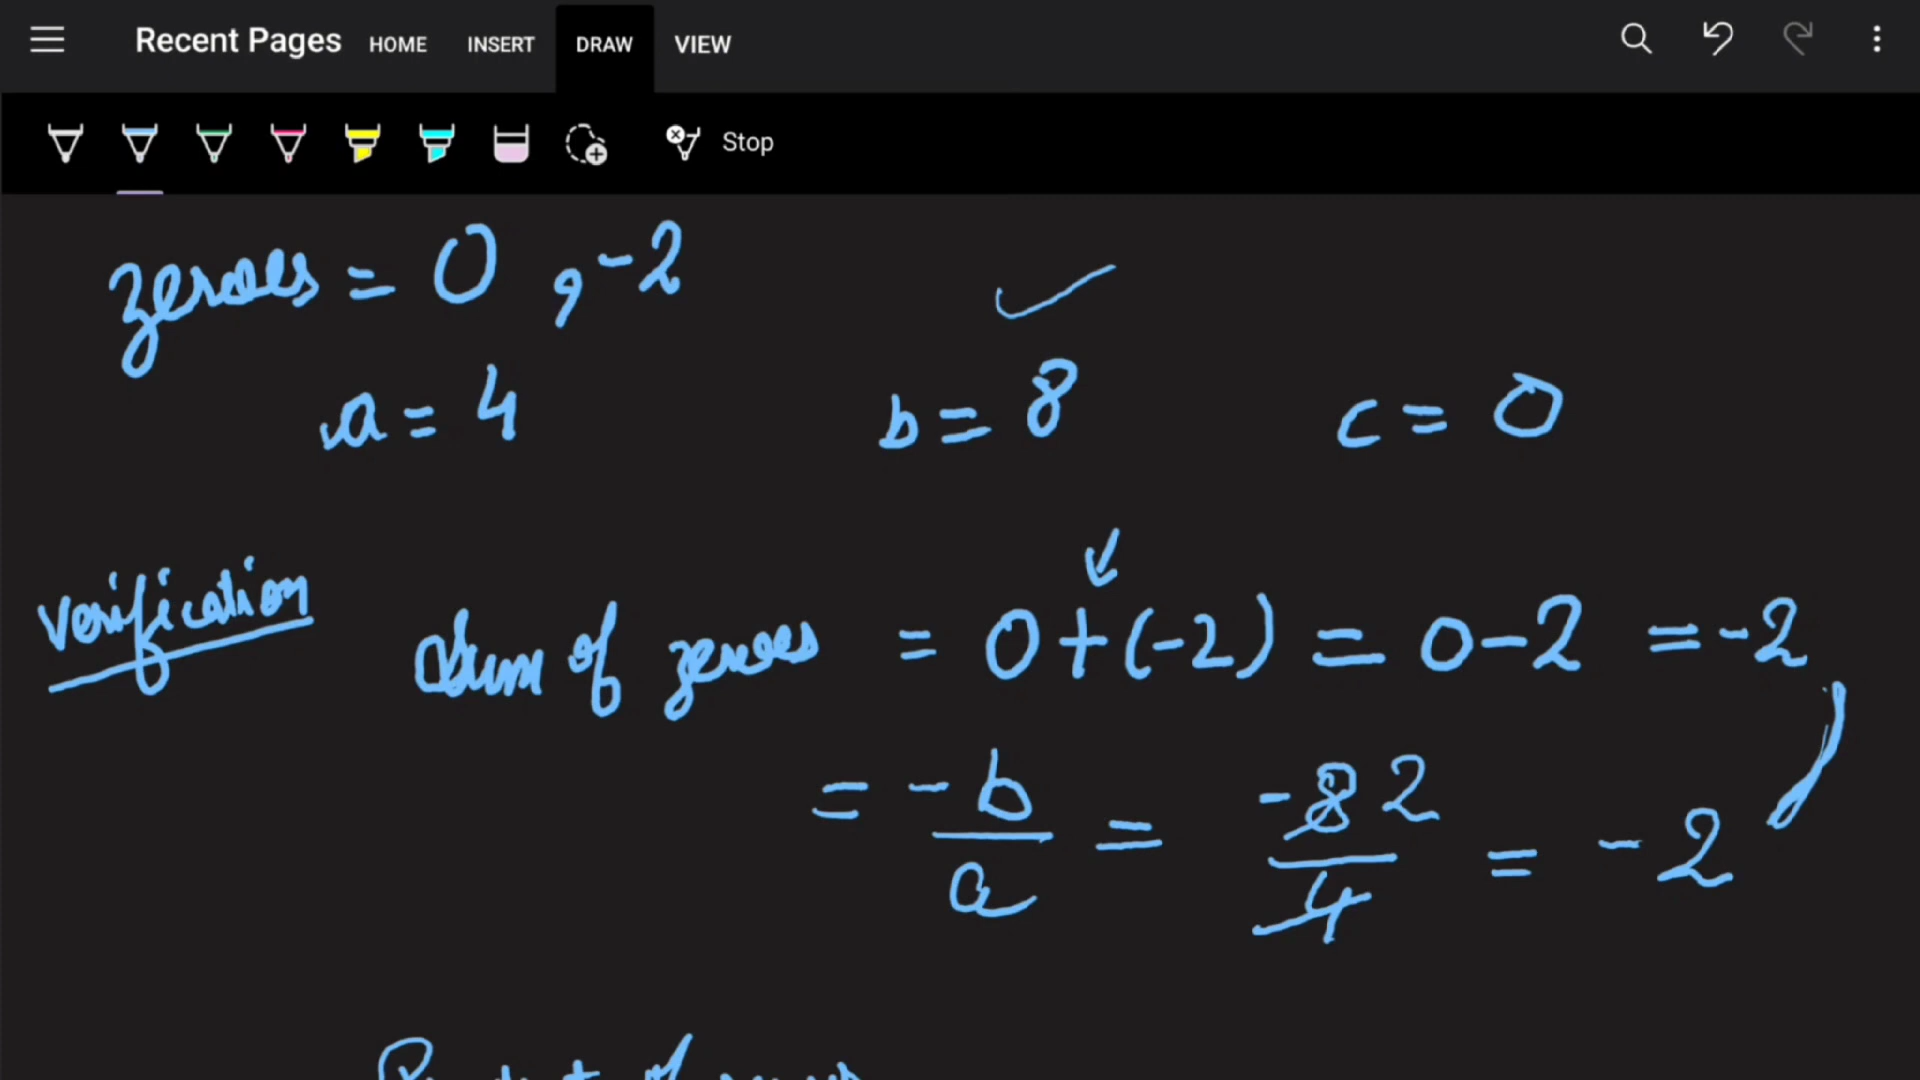 Recent Pages HOME INSERT DRAW VIEW
Stop
zeroes = 0 , -2
a = 4 b = 8 c = 0
verification Sum of zeroes = 0 + (-2) = 0 - 2 = -2
= -b/a = -8/4 2 = -2
of